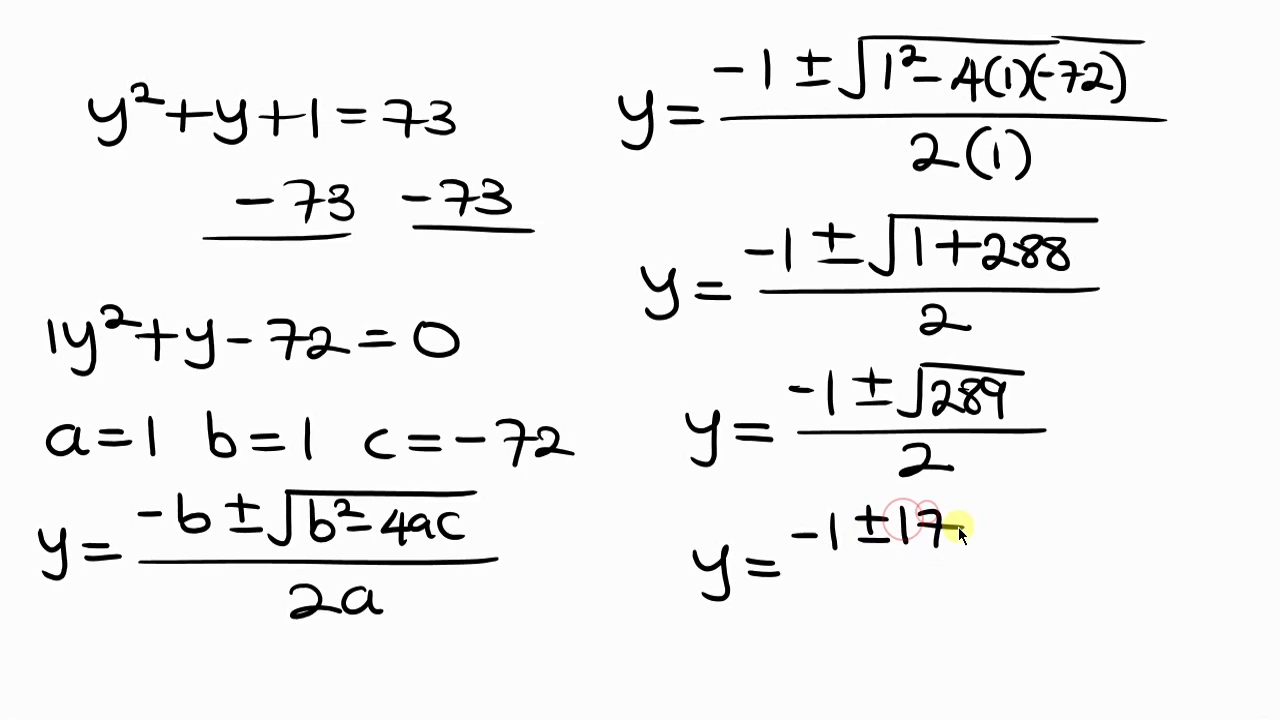 y² + y + 1 = 73
- 73 - 73
1y² + y - 72 = 0
a = 1 b = 1 c = - 72
y = (-b ± √(b² - 4ac)) / 2a
y = (-1 ± √(1² - 4(1)(-72))) / 2(1)
y = (-1 ± √(1 + 288)) / 2
y = (-1 ± √289) / 2
y = -1 ± 17